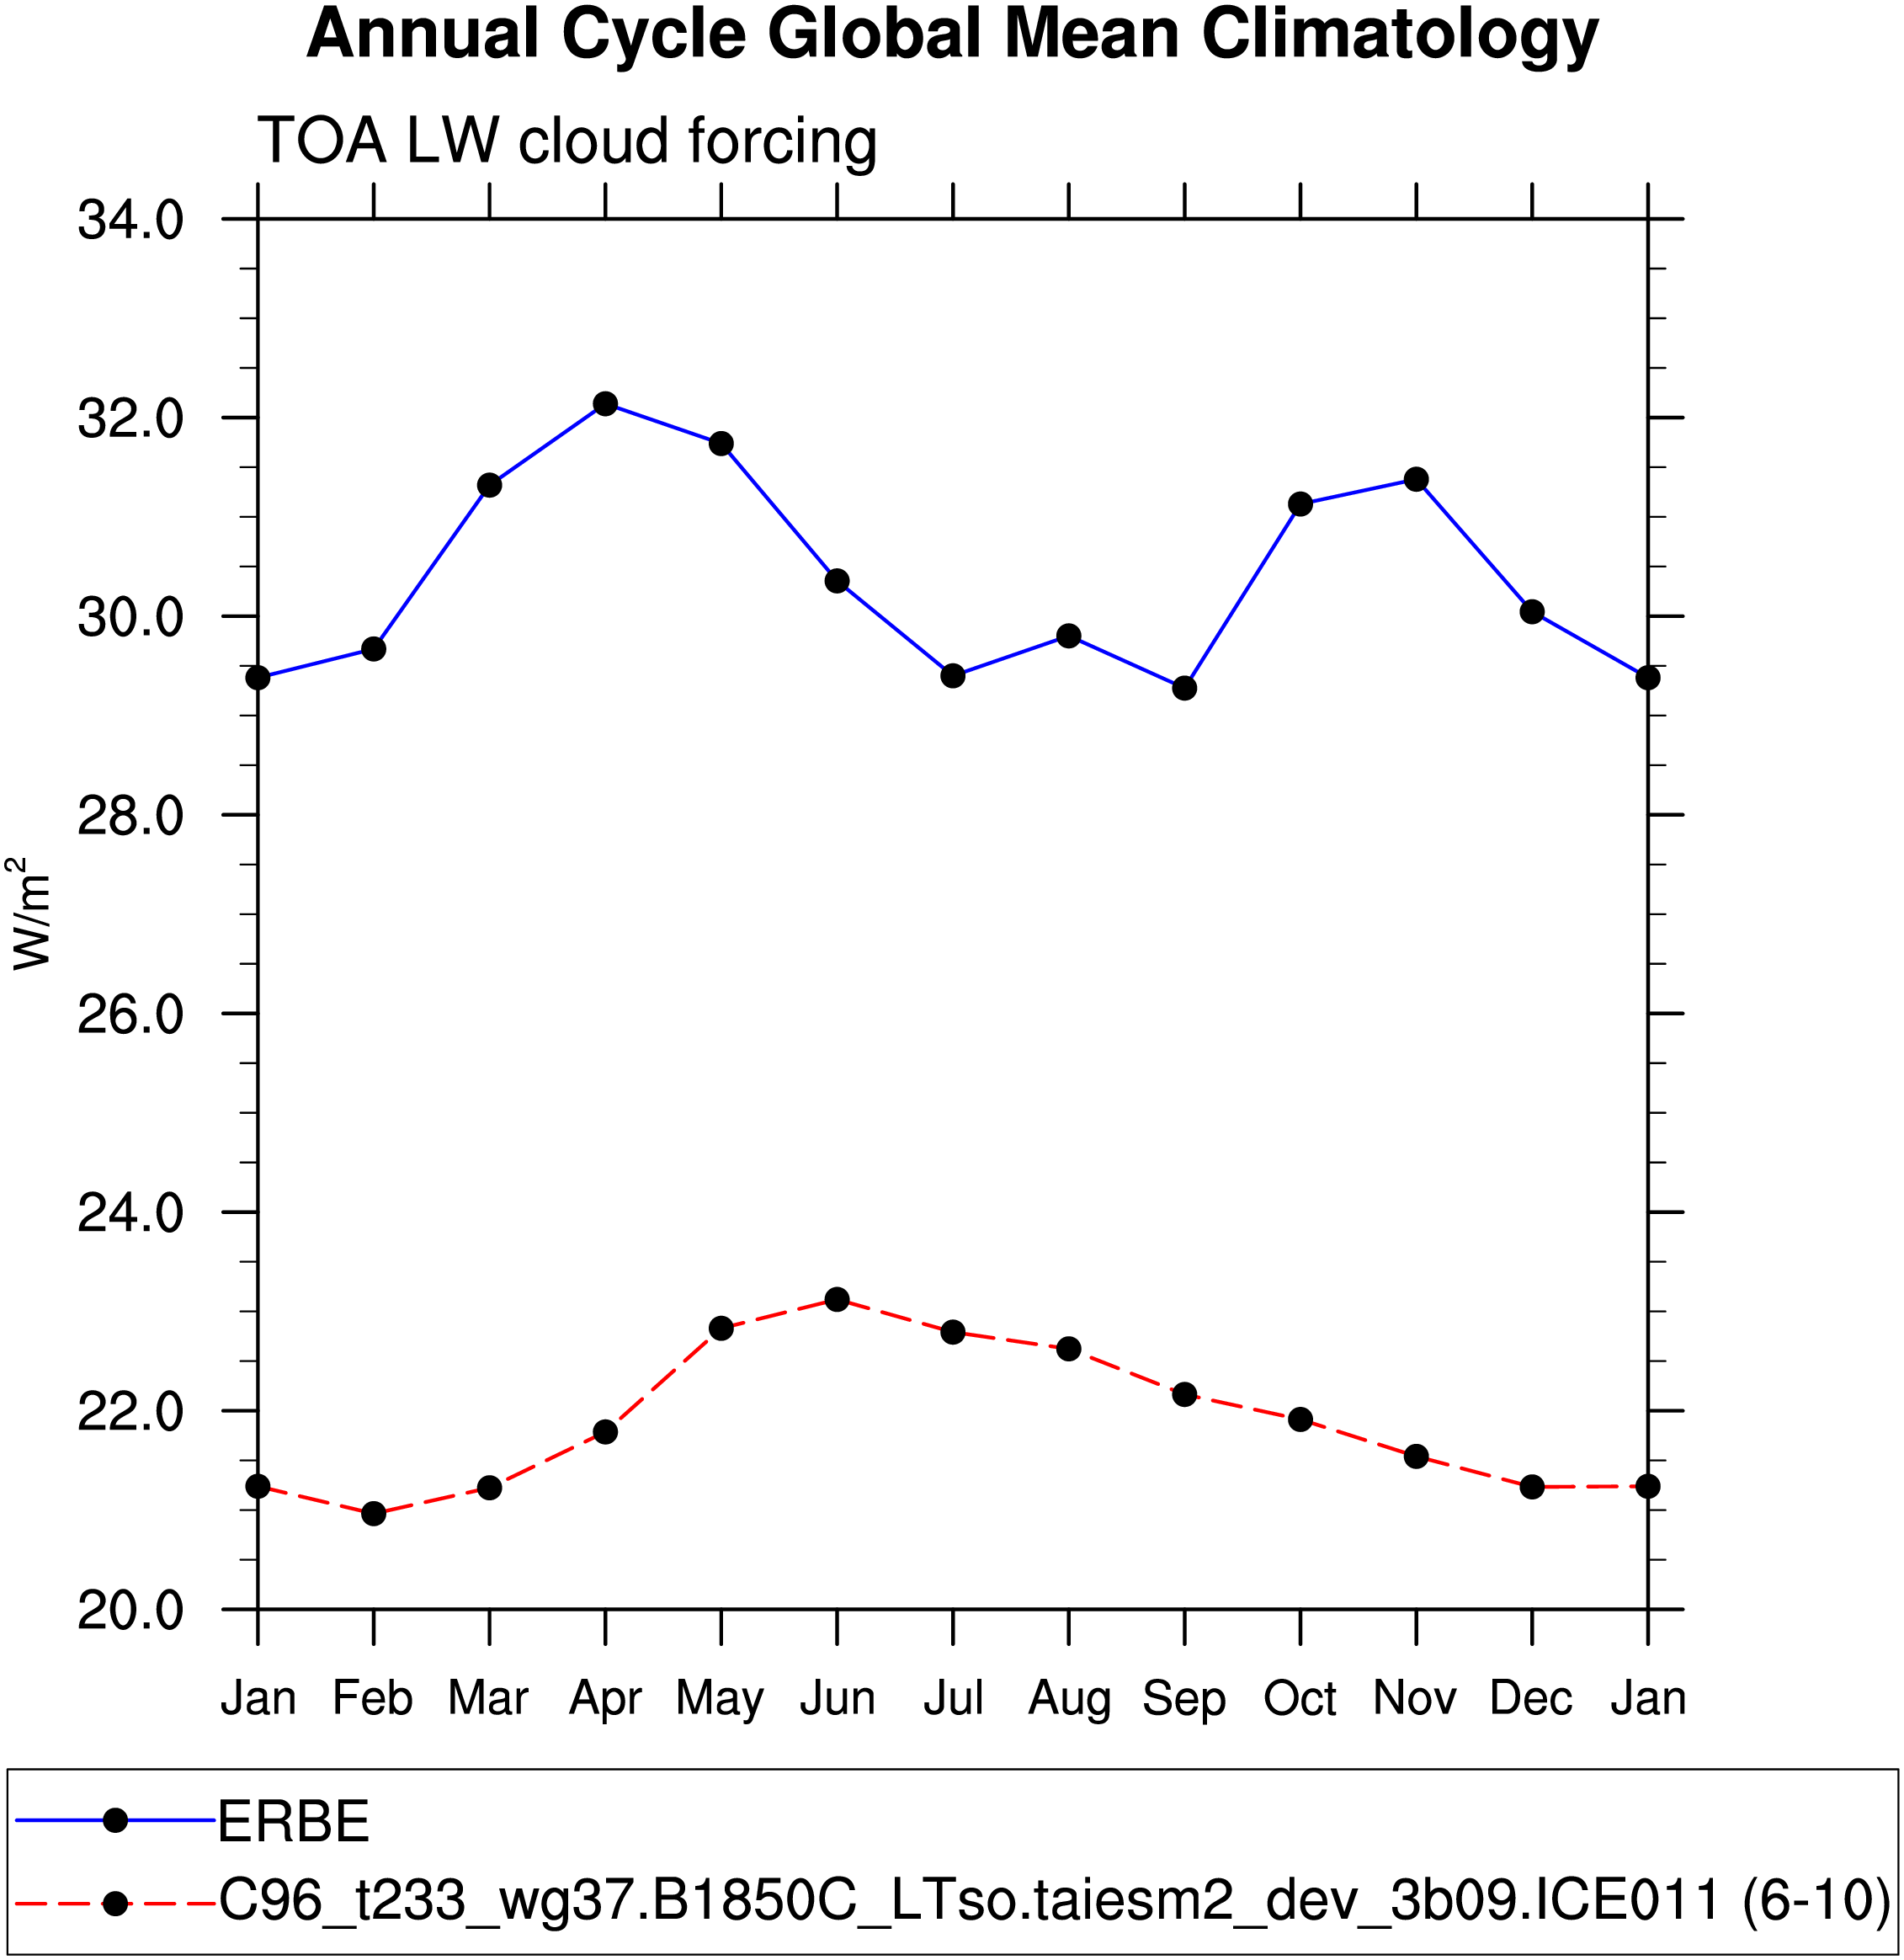 Annual Cycle Global Mean Climatology
TOA LW cloud forcing
34.0
32.0
30.0
28.0
26.0
24.0
22.0
20.0
W/m²
Jan Feb Mar Apr May Jun Jul Aug Sep Oct Nov Dec Jan
ERBE
C96_t233_wg37.B1850C_LTso.taiesm2_dev_3b09.ICE011 (6-10)